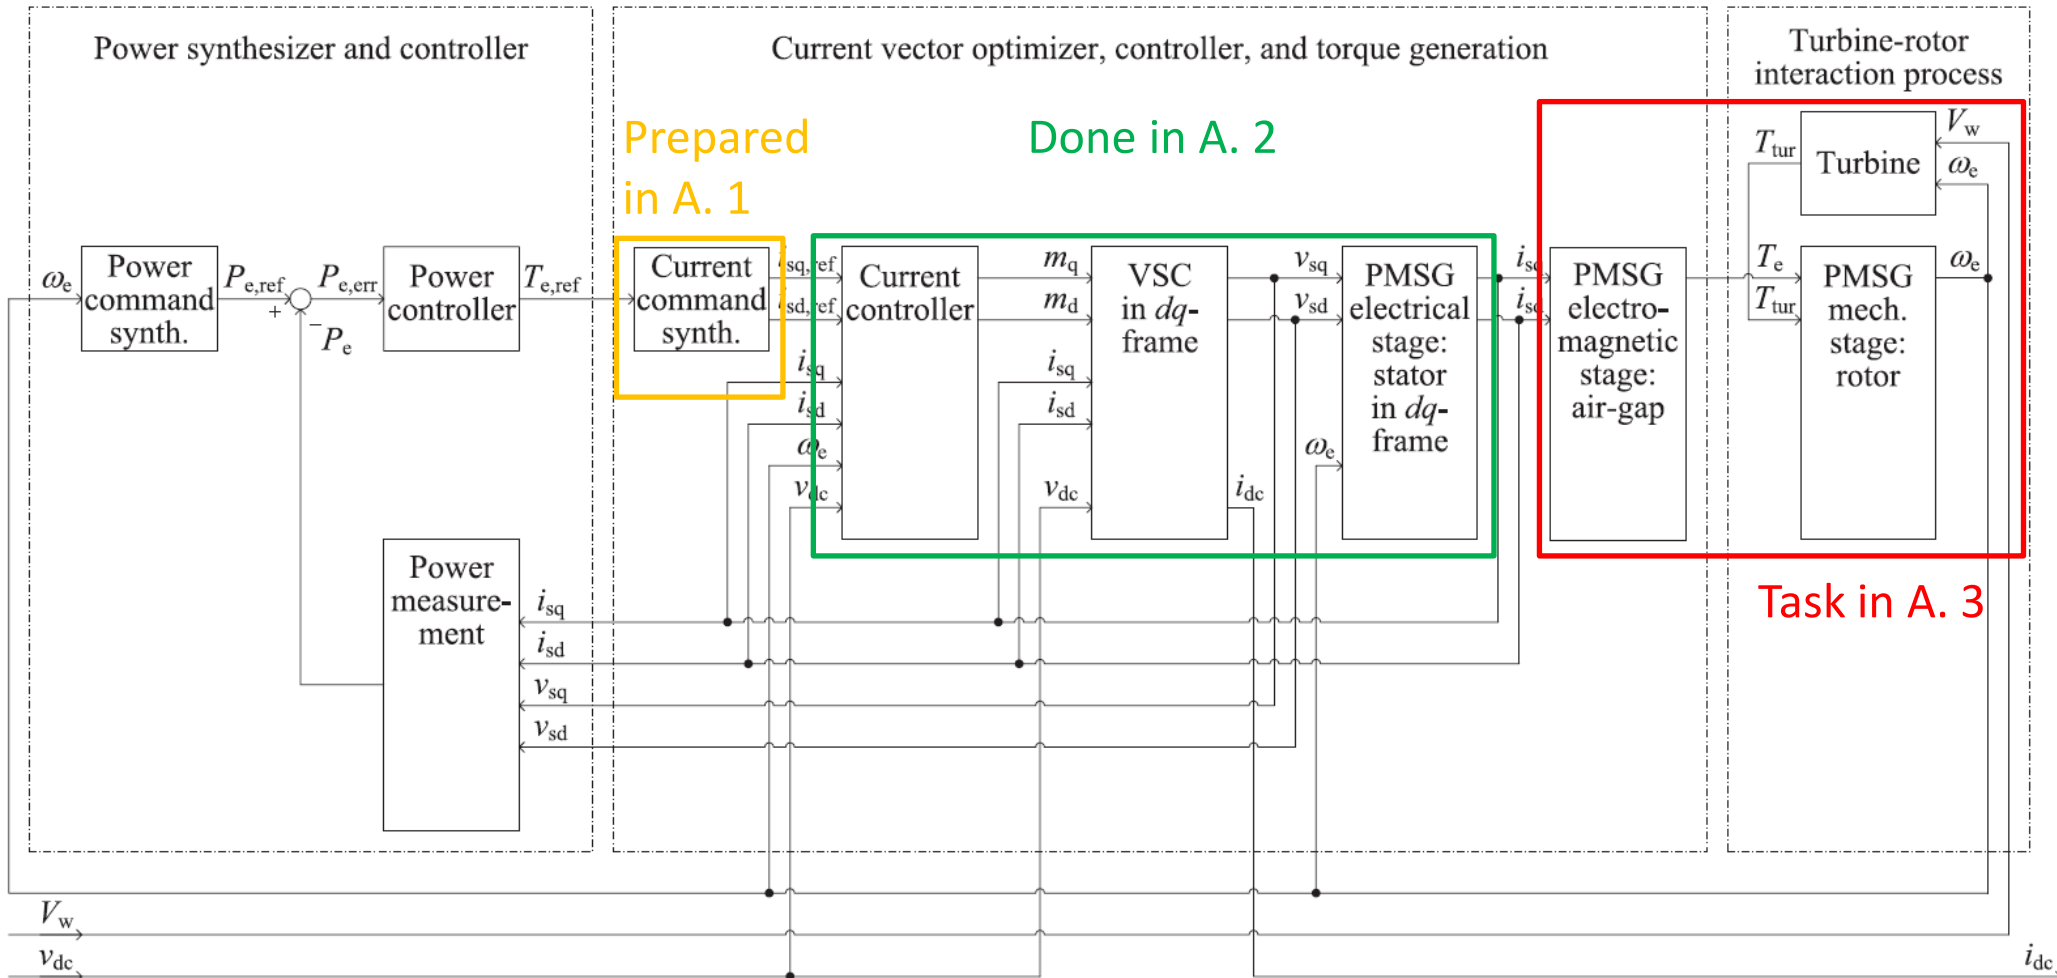 Power synthesizer and controller
Current vector optimizer, controller, and torque generation
Turbine-rotor
interaction process
Prepared
in A. 1
Done in A. 2
Task in A. 3
ωe
Power
command
synth.
Pe,ref
+
−
Pe
Pe,err
Power
controller
Te,ref
Current
command
synth.
isq,ref
isd,ref
isq
isd
ωe
vdc
Current
controller
mq
md
isq
isd
vdc
VSC
in dq-
frame
idc
vsq
vsd
ωe
PMSG
electrical
stage:
stator
in dq-
frame
isq
isd
PMSG
electro-
magnetic
stage:
air-gap
Ttur
Turbine
Vw
ωe
Te
Ttur
PMSG
mech.
stage:
rotor
ωe
Power
measure-
ment
isq
isd
vsq
vsd
Vw
vdc
idc